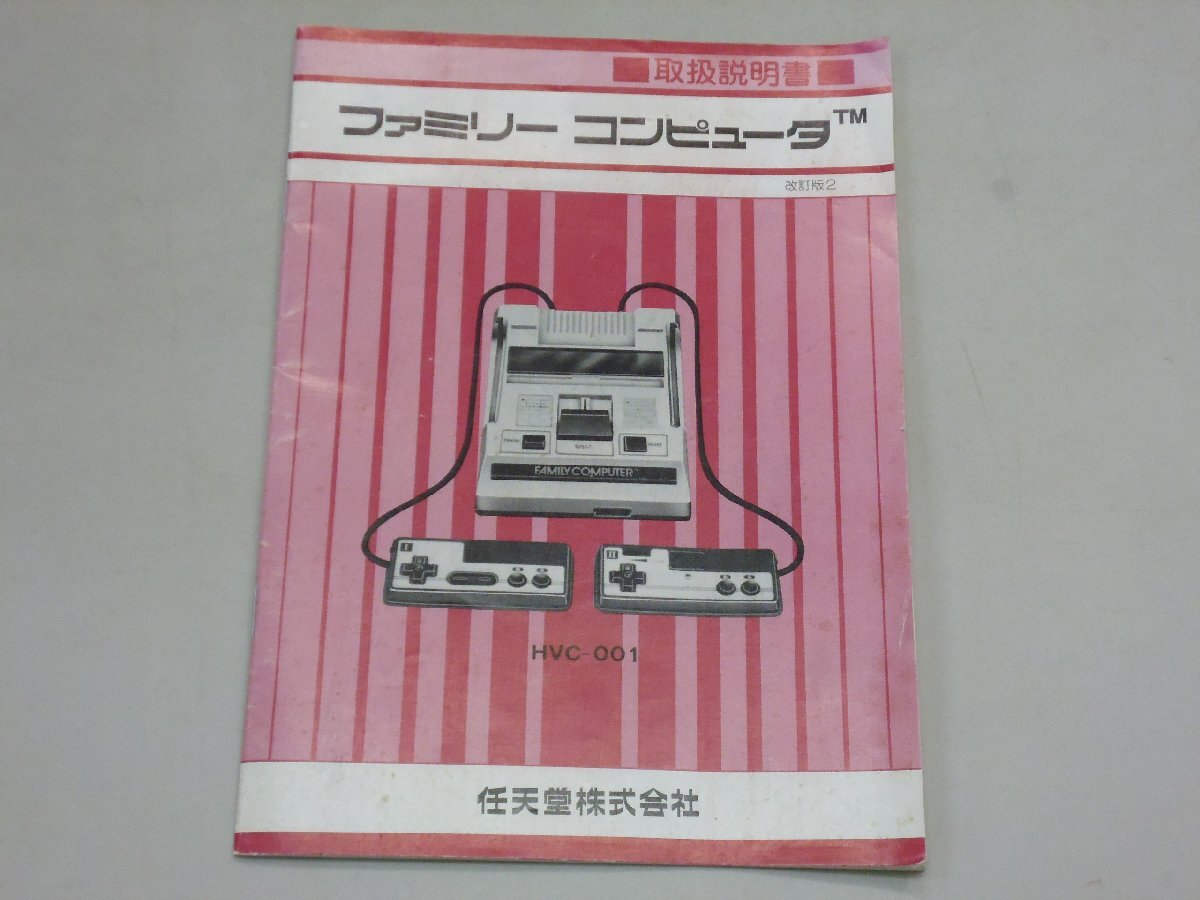 取扱説明書
ファミリー コンピュータ™
改訂版2
FAMILY COMPUTER
I
II
HVC-001
任天堂株式会社